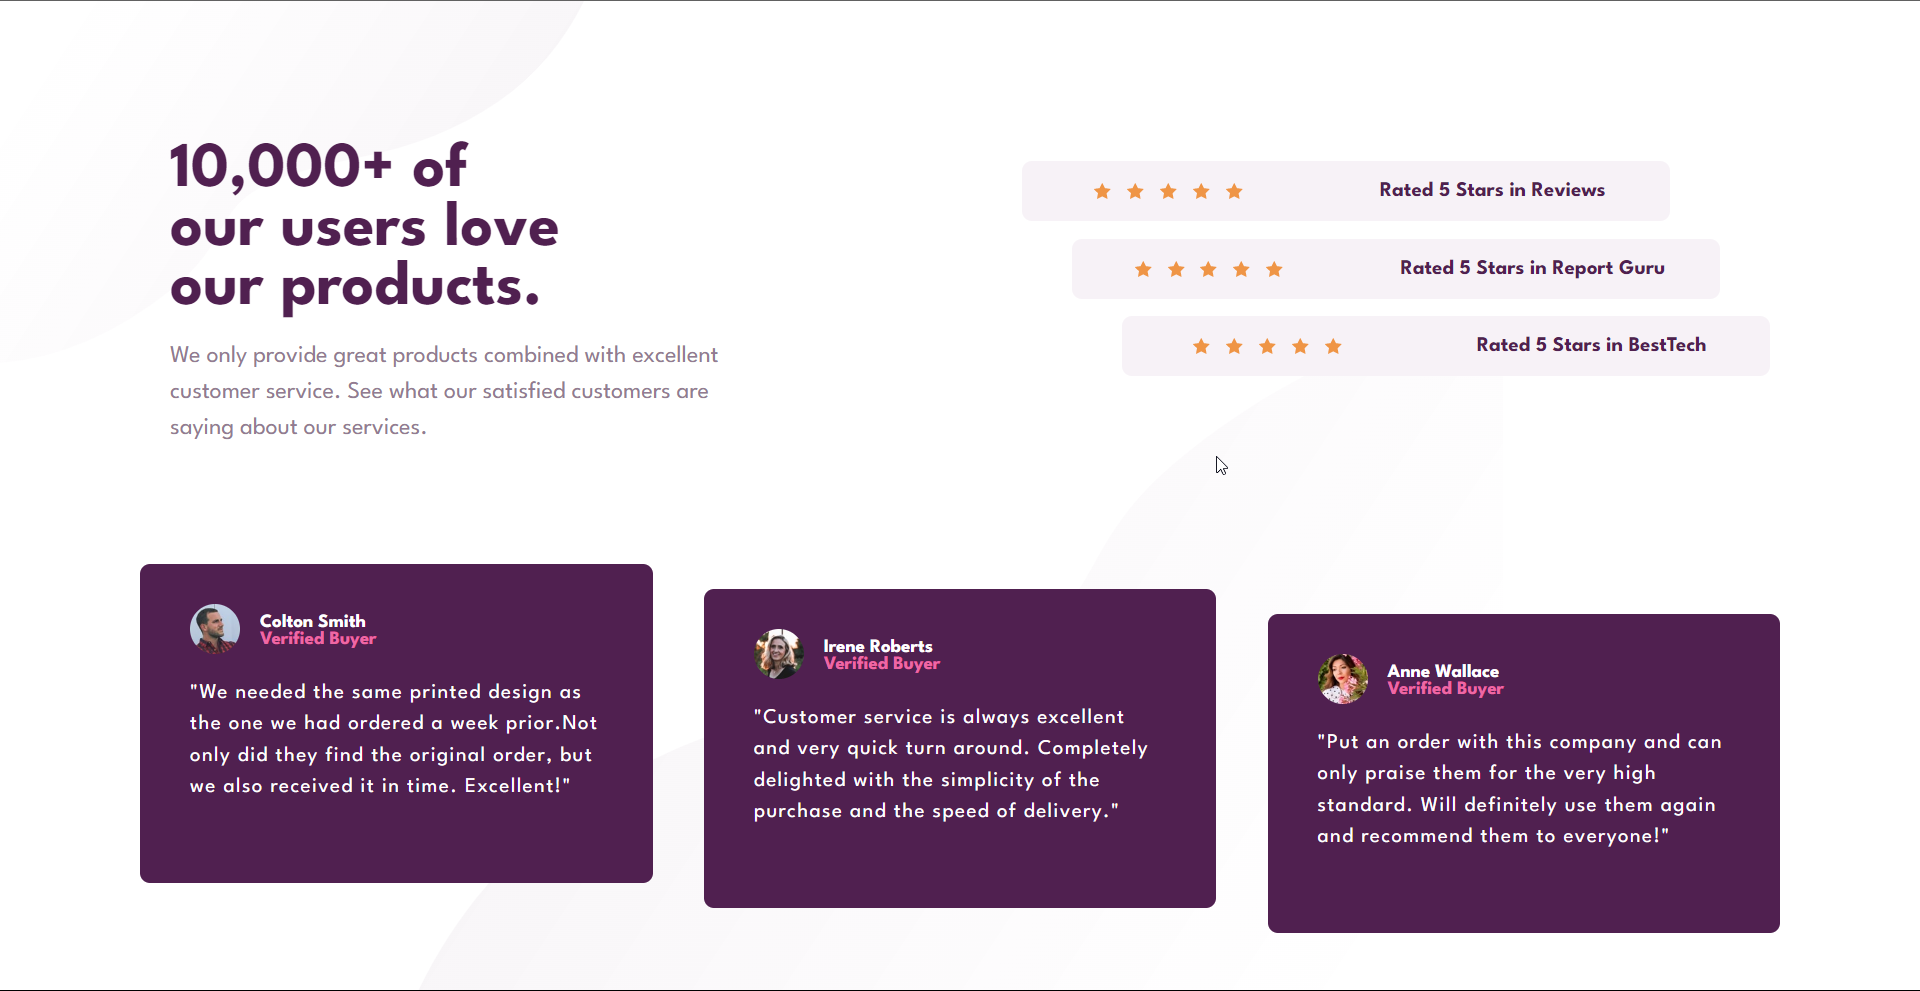 10,000+ of
our users love
our products.
We only provide great products combined with excellent
customer service. See what our satisfied customers are
saying about our services.
Rated 5 Stars in Reviews
Rated 5 Stars in Report Guru
Rated 5 Stars in BestTech
Colton Smith
Verified Buyer
"We needed the same printed design as
the one we had ordered a week prior.Not
only did they find the original order, but
we also received it in time. Excellent!"
Irene Roberts
Verified Buyer
"Customer service is always excellent
and very quick turn around. Completely
delighted with the simplicity of the
purchase and the speed of delivery."
Anne Wallace
Verified Buyer
"Put an order with this company and can
only praise them for the very high
standard. Will definitely use them again
and recommend them to everyone!"